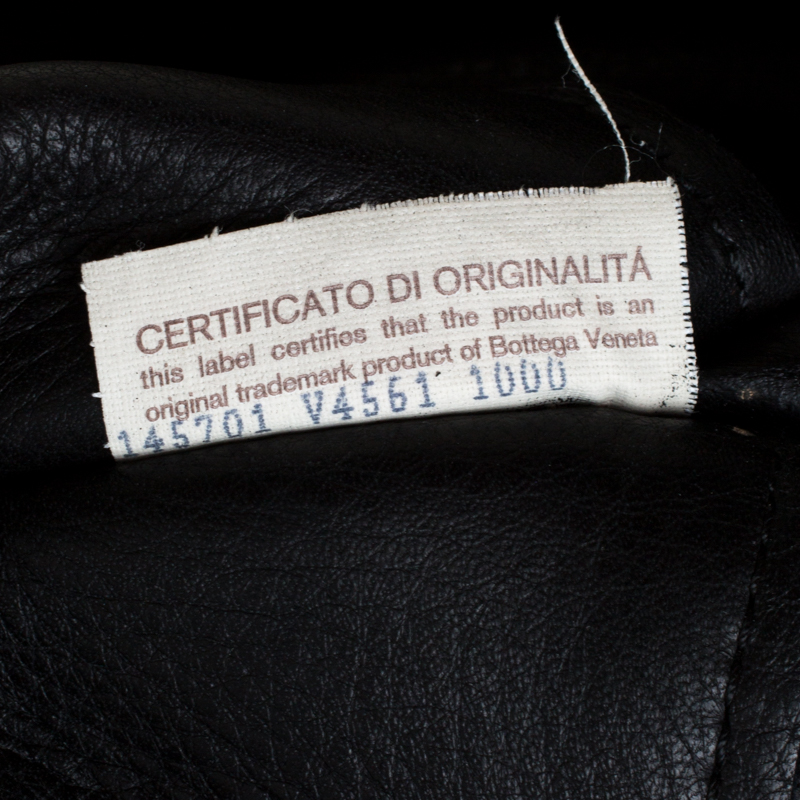 CERTIFICATO DI ORIGINALITÁ
this label certifies that the product is an
original trademark product of Bottega Veneta
145701 V4561 1000